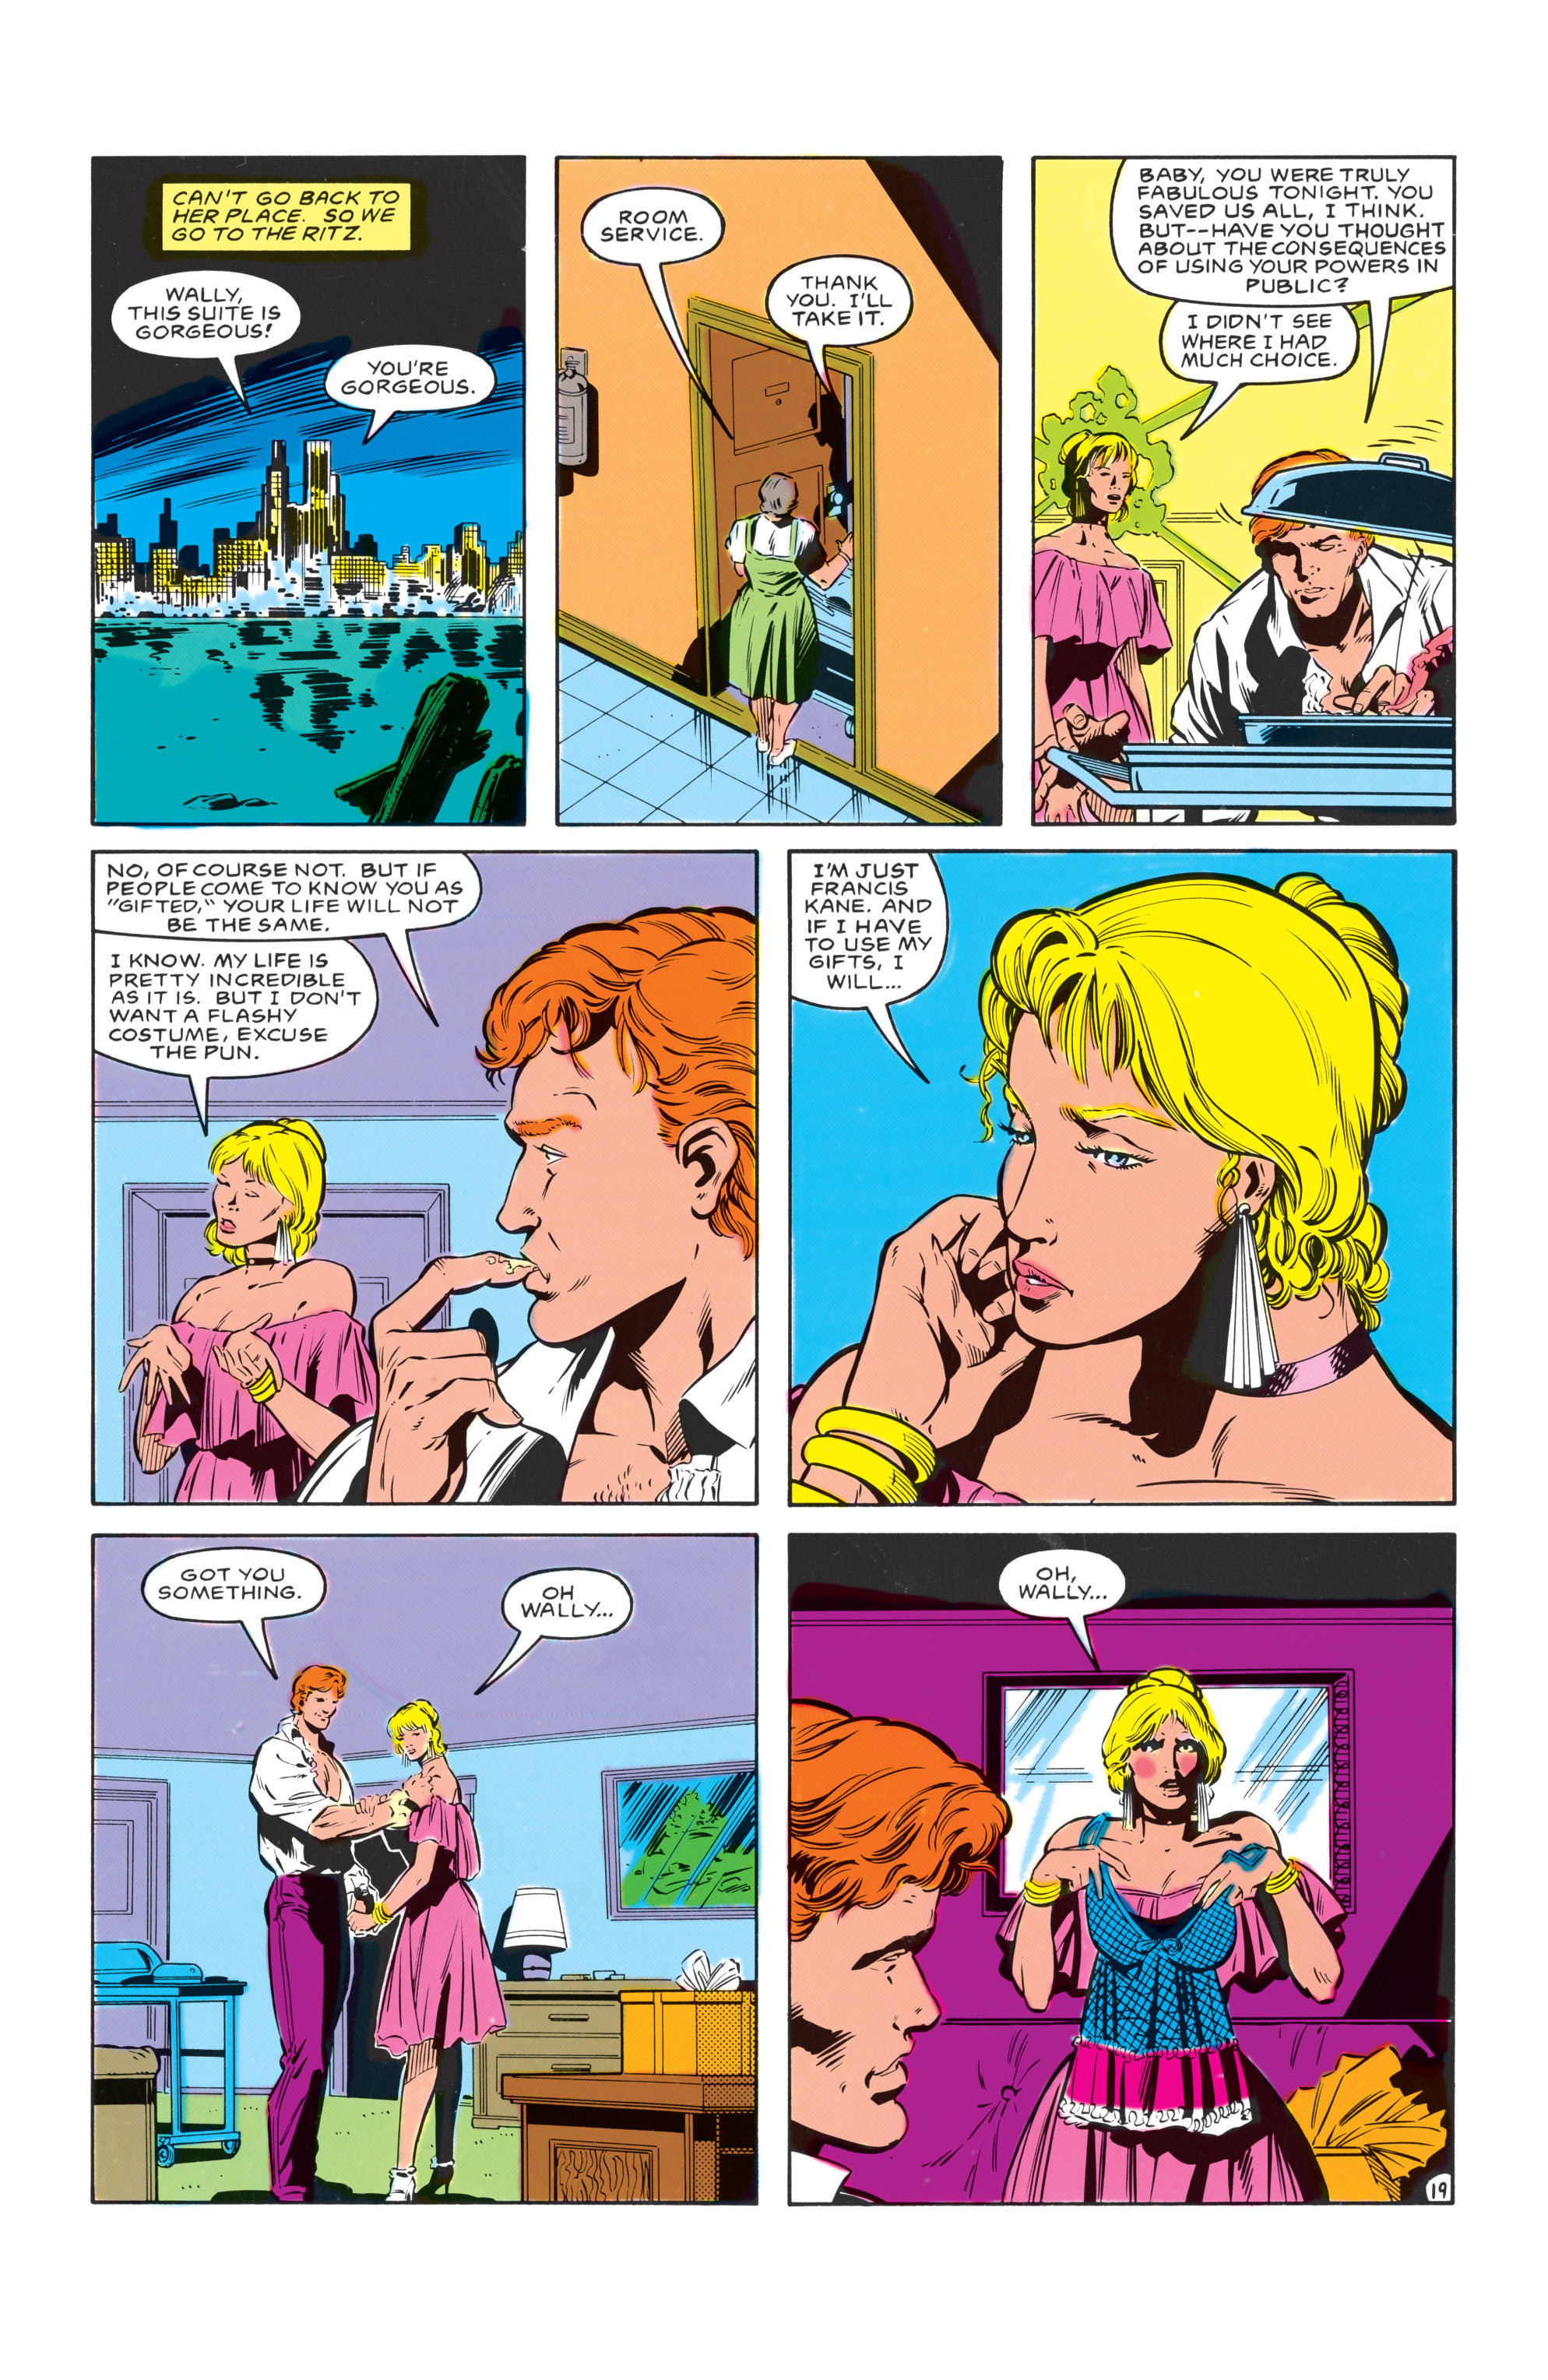 CAN'T GO BACK TO
HER PLACE. SO WE
GO TO THE RITZ.
WALLY,
THIS SUITE IS
GORGEOUS!
YOU'RE
GORGEOUS.
ROOM
SERVICE.
THANK
YOU. I'LL
TAKE IT.
BABY, YOU WERE TRULY
FABULOUS TONIGHT. YOU
SAVED US ALL, I THINK.
BUT--HAVE YOU THOUGHT
ABOUT THE CONSEQUENCES
OF USING YOUR POWERS IN
PUBLIC?
I DIDN'T SEE
WHERE I HAD
MUCH CHOICE.
NO, OF COURSE NOT. BUT IF
PEOPLE COME TO KNOW YOU AS
"GIFTED," YOUR LIFE WILL NOT
BE THE SAME.
I KNOW. MY LIFE IS
PRETTY INCREDIBLE
AS IT IS. BUT I DON'T
WANT A FLASHY
COSTUME, EXCUSE
THE PUN.
I'M JUST
FRANCIS
KANE. AND
IF I HAVE
TO USE MY
GIFTS, I
WILL...
GOT YOU
SOMETHING.
OH
WALLY...
OH,
WALLY...
19